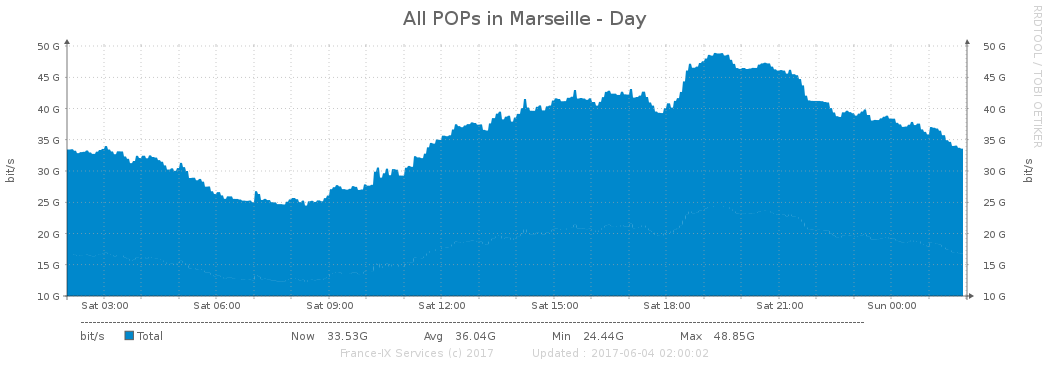 All POPs in Marseille - Day
RRDTOOL / TOBI OETIKER
bit/s
50 G 50 G
45 G 45 G
40 G 40 G
35 G 35 G
30 G 30 G
25 G 25 G
20 G 20 G
15 G 15 G
10 G 10 G
bit/s
Sat 03:00 Sat 06:00 Sat 09:00 Sat 12:00 Sat 15:00 Sat 18:00 Sat 21:00 Sun 00:00
bit/s Total Now 33.53G Avg 36.04G Min 24.44G Max 48.85G
France-IX Services (c) 2017 Updated : 2017-06-04 02:00:02